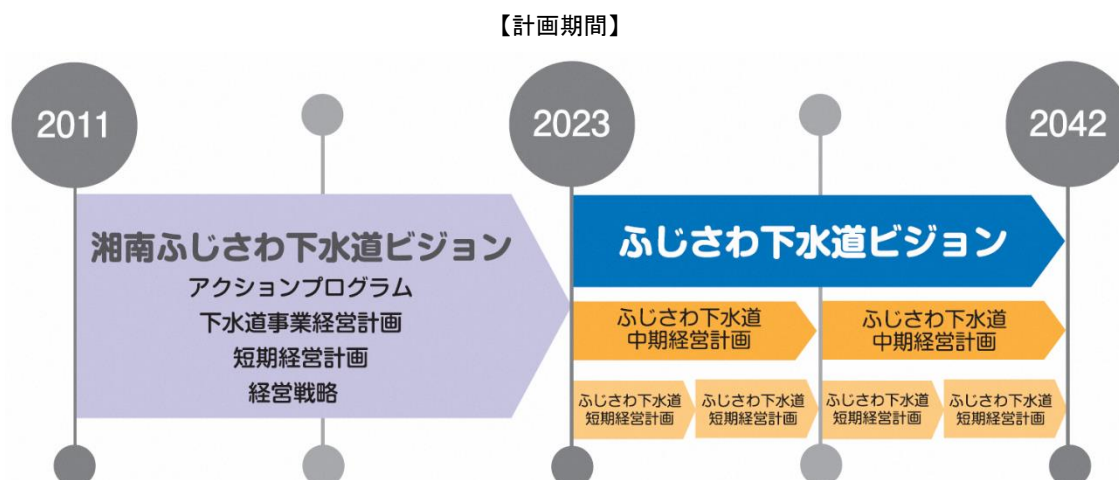 【計画期間】
2011
2023
2042
湘南ふじさわ下水道ビジョン
アクションプログラム
下水道事業経営計画
短期経営計画
経営戦略
ふじさわ下水道ビジョン
ふじさわ下水道
中期経営計画
ふじさわ下水道
中期経営計画
ふじさわ下水道
短期経営計画
ふじさわ下水道
短期経営計画
ふじさわ下水道
短期経営計画
ふじさわ下水道
短期経営計画